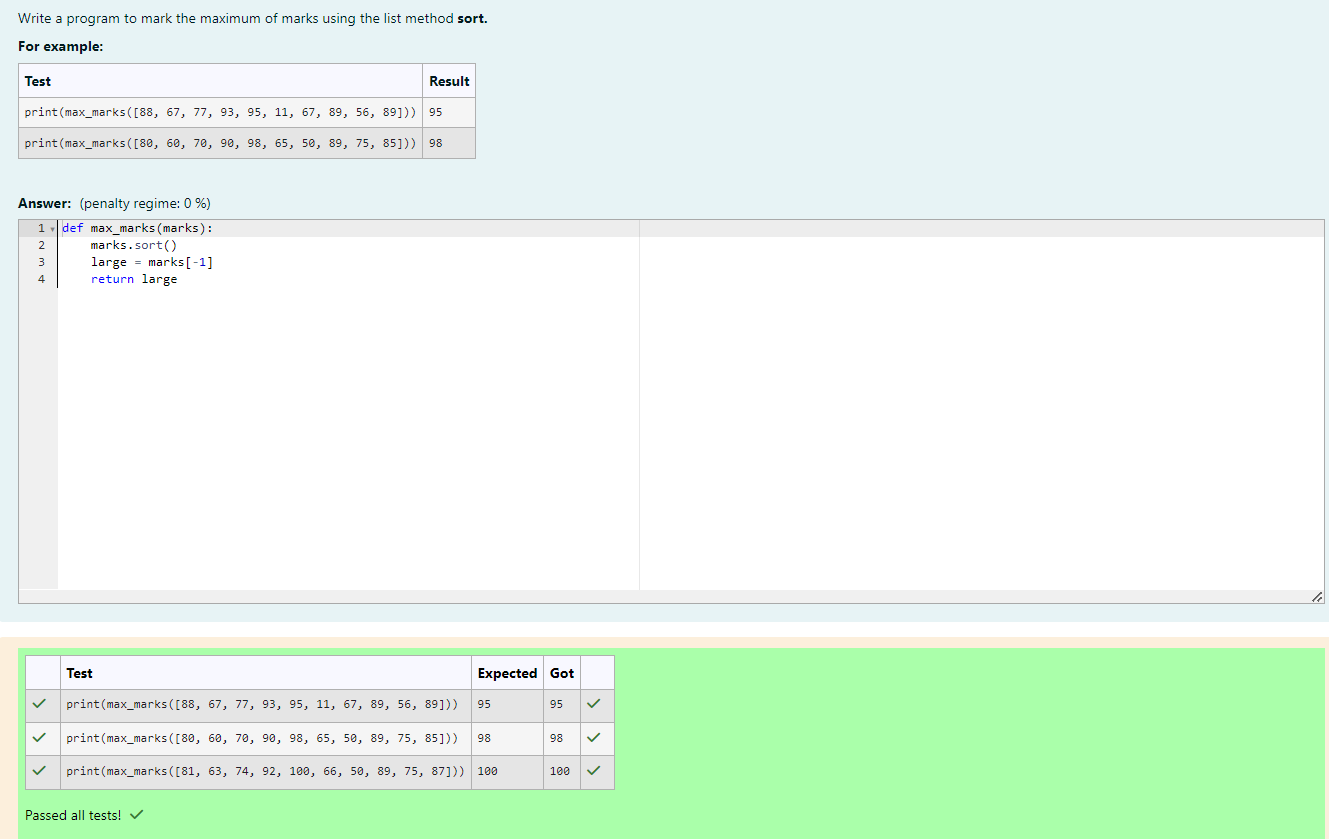 Write a program to mark the maximum of marks using the list method sort.
For example:
Test Result
print(max_marks([88, 67, 77, 93, 95, 11, 67, 89, 56, 89])) 95
print(max_marks([80, 60, 70, 90, 98, 65, 50, 89, 75, 85])) 98
Answer: (penalty regime: 0 %)
1 def max_marks(marks):
2 marks.sort()
3 large = marks[-1]
4 return large
Test Expected Got
print(max_marks([88, 67, 77, 93, 95, 11, 67, 89, 56, 89])) 95 95
print(max_marks([80, 60, 70, 90, 98, 65, 50, 89, 75, 85])) 98 98
print(max_marks([81, 63, 74, 92, 100, 66, 50, 89, 75, 87])) 100 100
Passed all tests!